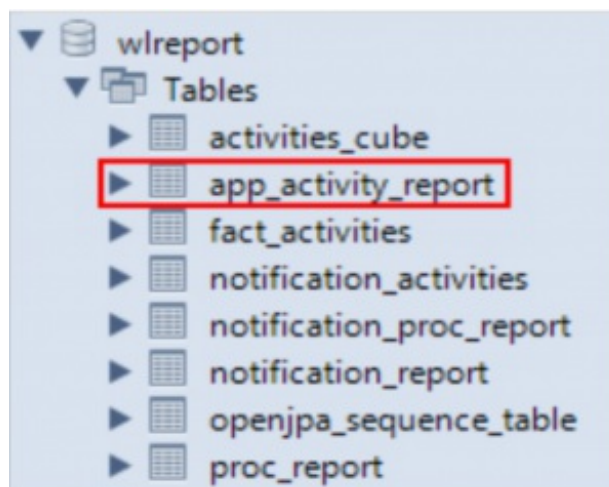 wlreport
Tables
activities_cube
app_activity_report
fact_activities
notification_activities
notification_proc_report
notification_report
openjpa_sequence_table
proc_report